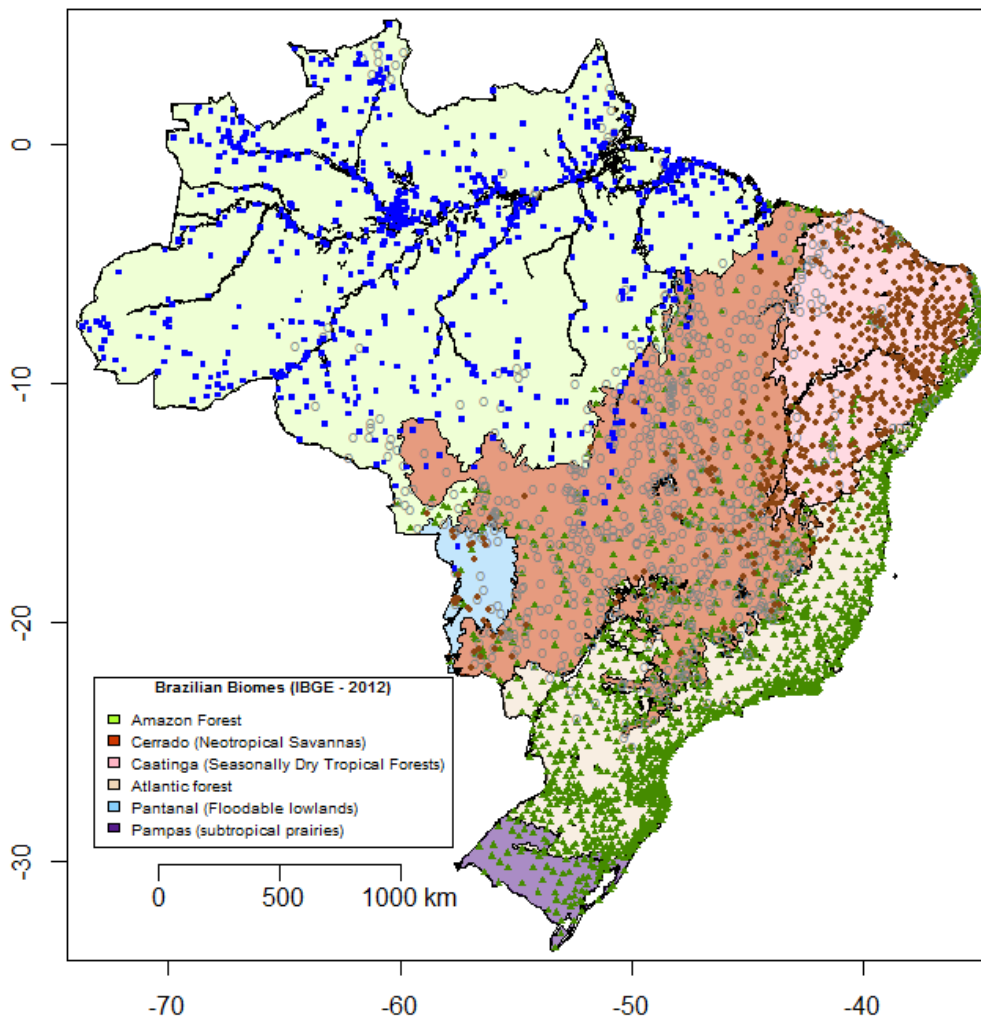 0
-10
-20
-30
Brazilian Biomes (IBGE - 2012)
Amazon Forest
Cerrado (Neotropical Savannas)
Caatinga (Seasonally Dry Tropical Forests)
Atlantic forest
Pantanal (Floodable lowlands)
Pampas (subtropical prairies)
0 500 1000 km
-70 -60 -50 -40